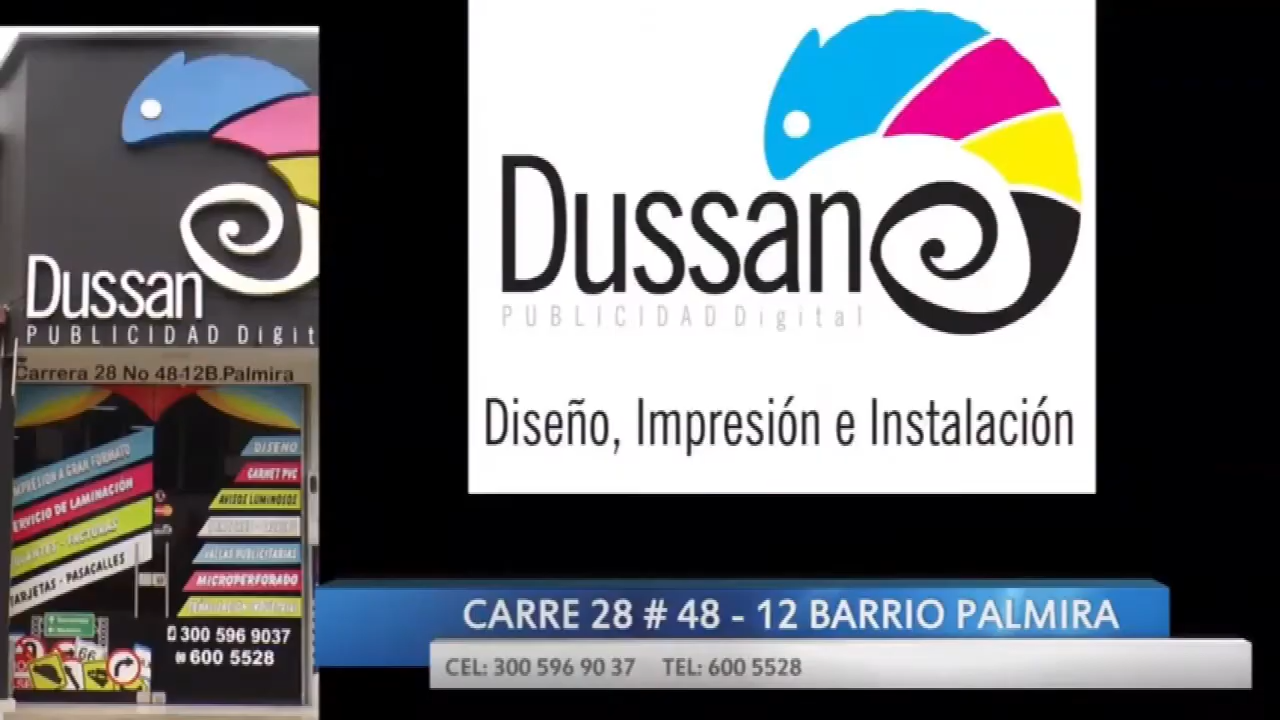 Dussan
PUBLICIDAD Digit
Carrera 28 No 48-12B.Palmira
IMPRESIÓN A GRAN FORMATO
SERVICIO DE LAMINACIÓN
VOLANTES - FACTURAS
TARJETAS - PASACALLES
DISEÑO
CARNET PVC
AVISOS LUMINOSOS
VALLAS PUBLICITARIAS
MICROPERFORADO
300 596 9037
600 5528
Dussan
PUBLICIDAD Digital
Diseño, Impresión e Instalación
CARRE 28 # 48 - 12 BARRIO PALMIRA
CEL: 300 596 90 37 TEL: 600 5528